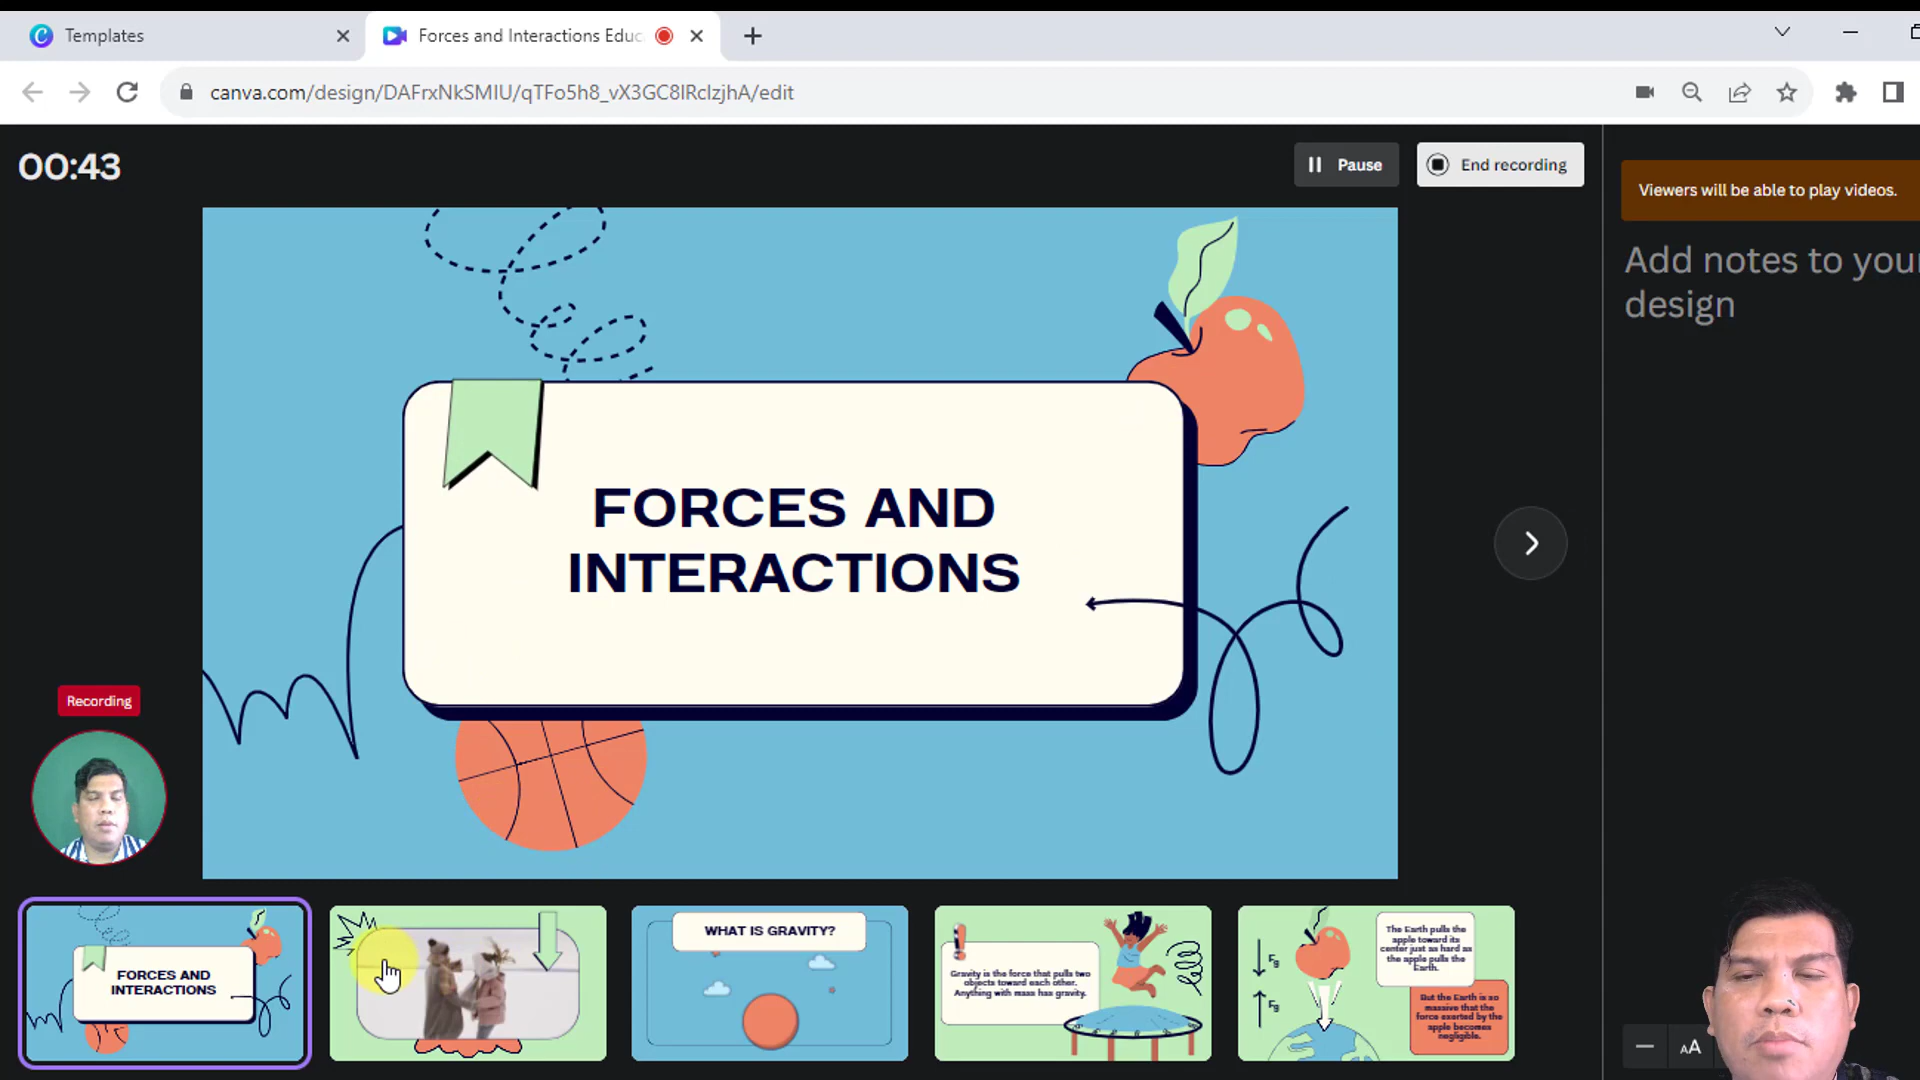 Templates
Forces and Interactions Educ
canva.com/design/DAFrxNkSMIU/qTFo5h8_vX3GC8lRclzjhA/edit
00:43
Pause
End recording
Viewers will be able to play videos.
Add notes to your
design
FORCES AND
INTERACTIONS
Recording
FORCES AND
INTERACTIONS
WHAT IS GRAVITY?
Gravity is the force that pulls two
objects toward each other.
Anything with mass has gravity.
Fg
Fg
The Earth pulls the
apple toward its
center just as hard as
the apple pulls the
Earth.
But the Earth is so
massive that the
force exerted by the
apple becomes
negligible.
AA